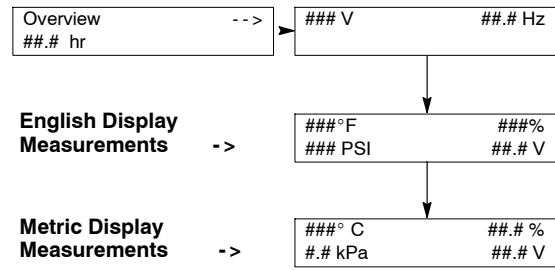 Overview - - >
##.# hr
### V ##.# Hz
English Display
Measurements - >
###°F ###%
### PSI ##.# V
Metric Display
Measurements - >
###° C ##.# %
#.# kPa ##.# V